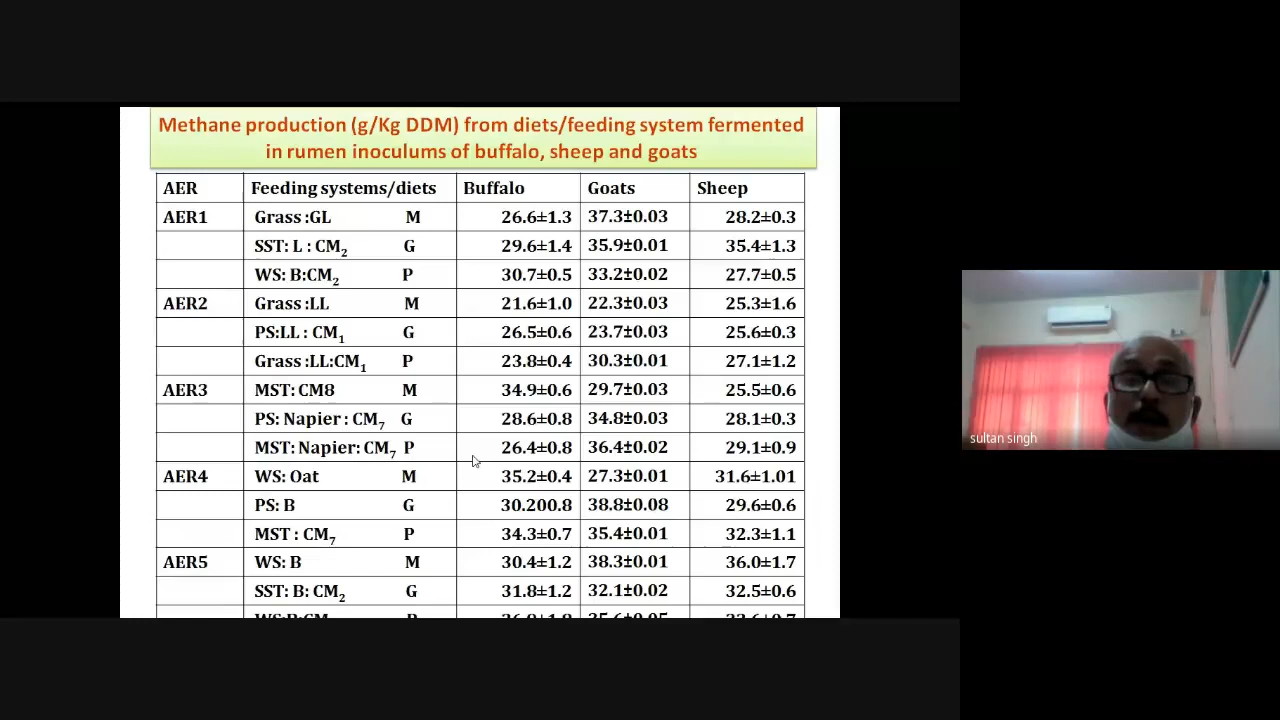 Methane production (g/Kg DDM) from diets/feeding system fermented
in rumen inoculums of buffalo, sheep and goats
AER Feeding systems/diets Buffalo Goats Sheep
AER1 Grass :GL M 26.6±1.3 37.3±0.03 28.2±0.3
SST: L : CM₂ G 29.6±1.4 35.9±0.01 35.4±1.3
WS: B:CM₂ P 30.7±0.5 33.2±0.02 27.7±0.5
AER2 Grass :LL M 21.6±1.0 22.3±0.03 25.3±1.6
PS:LL : CM₁ G 26.5±0.6 23.7±0.03 25.6±0.3
Grass :LL:CM₁ P 23.8±0.4 30.3±0.01 27.1±1.2
AER3 MST: CM8 M 34.9±0.6 29.7±0.03 25.5±0.6
PS: Napier : CM₇ G 28.6±0.8 34.8±0.03 28.1±0.3
MST: Napier: CM₇ P 26.4±0.8 36.4±0.02 29.1±0.9
AER4 WS: Oat M 35.2±0.4 27.3±0.01 31.6±1.01
PS: B G 30.200.8 38.8±0.08 29.6±0.6
MST : CM₇ P 34.3±0.7 35.4±0.01 32.3±1.1
AER5 WS: B M 30.4±1.2 38.3±0.01 36.0±1.7
SST: B: CM₂ G 31.8±1.2 32.1±0.02 32.5±0.6
sultan singh